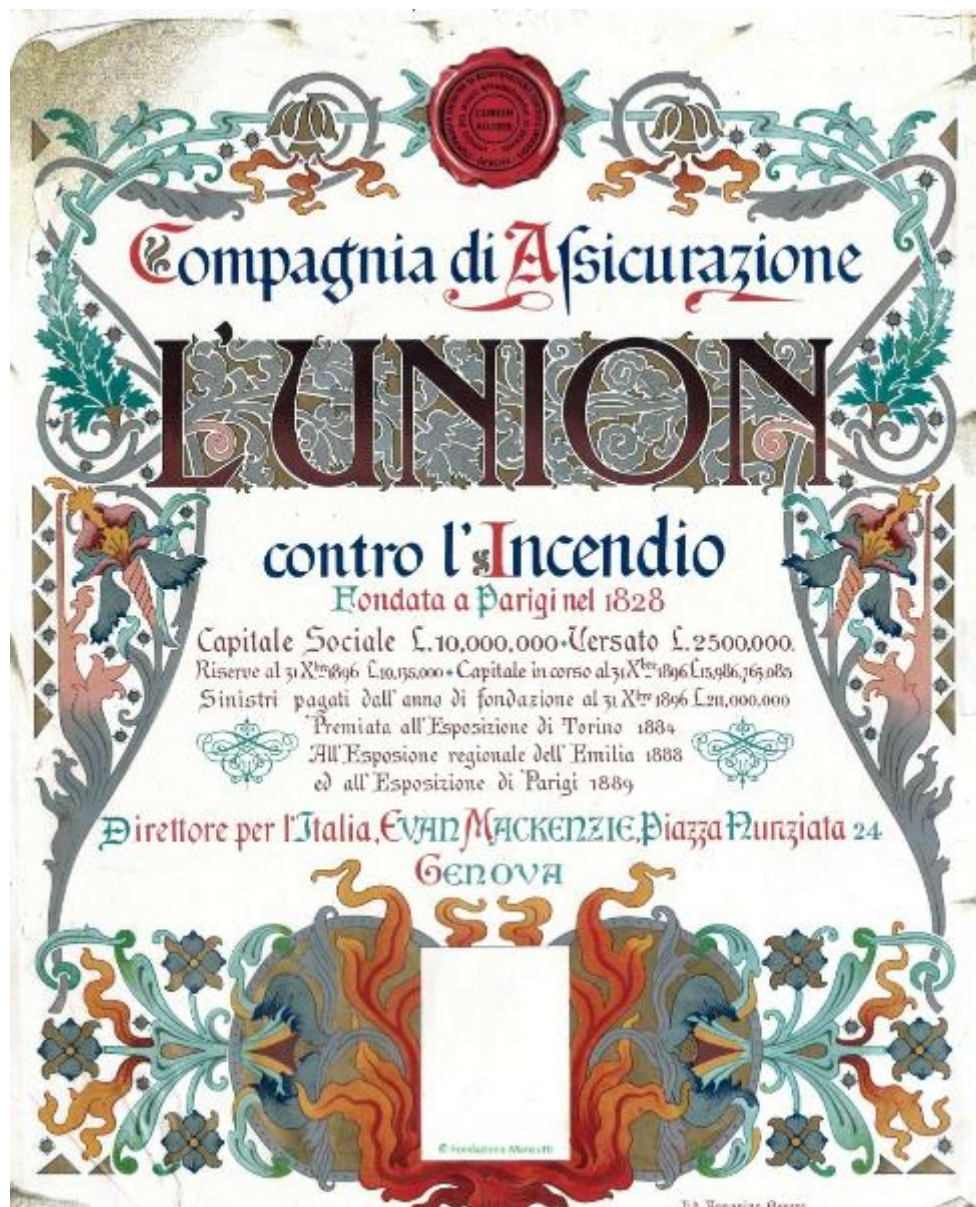 L'UNION
Compagnia di Assicurazione
L'UNION
contro l'Incendio
Fondata a Parigi nel 1828
Capitale Sociale L. 10,000,000 • Versato L. 2500,000.
Riserve al 31 Xbre 1896 L. 10,135,000 • Capitale in corso al 31 Xbre 1896 L. 15,986,765,085
Sinistri pagati dall'anno di fondazione al 31 Xbre 1896 L. 211,000,000
Premiata all'Esposizione di Torino 1884
All'Esposione regionale dell'Emilia 1888
ed all'Esposizione di Parigi 1889
Direttore per l'Italia, EVAN MACKENZIE, Piazza Nunziata 24
GENOVA
© Fondazione Mansutti